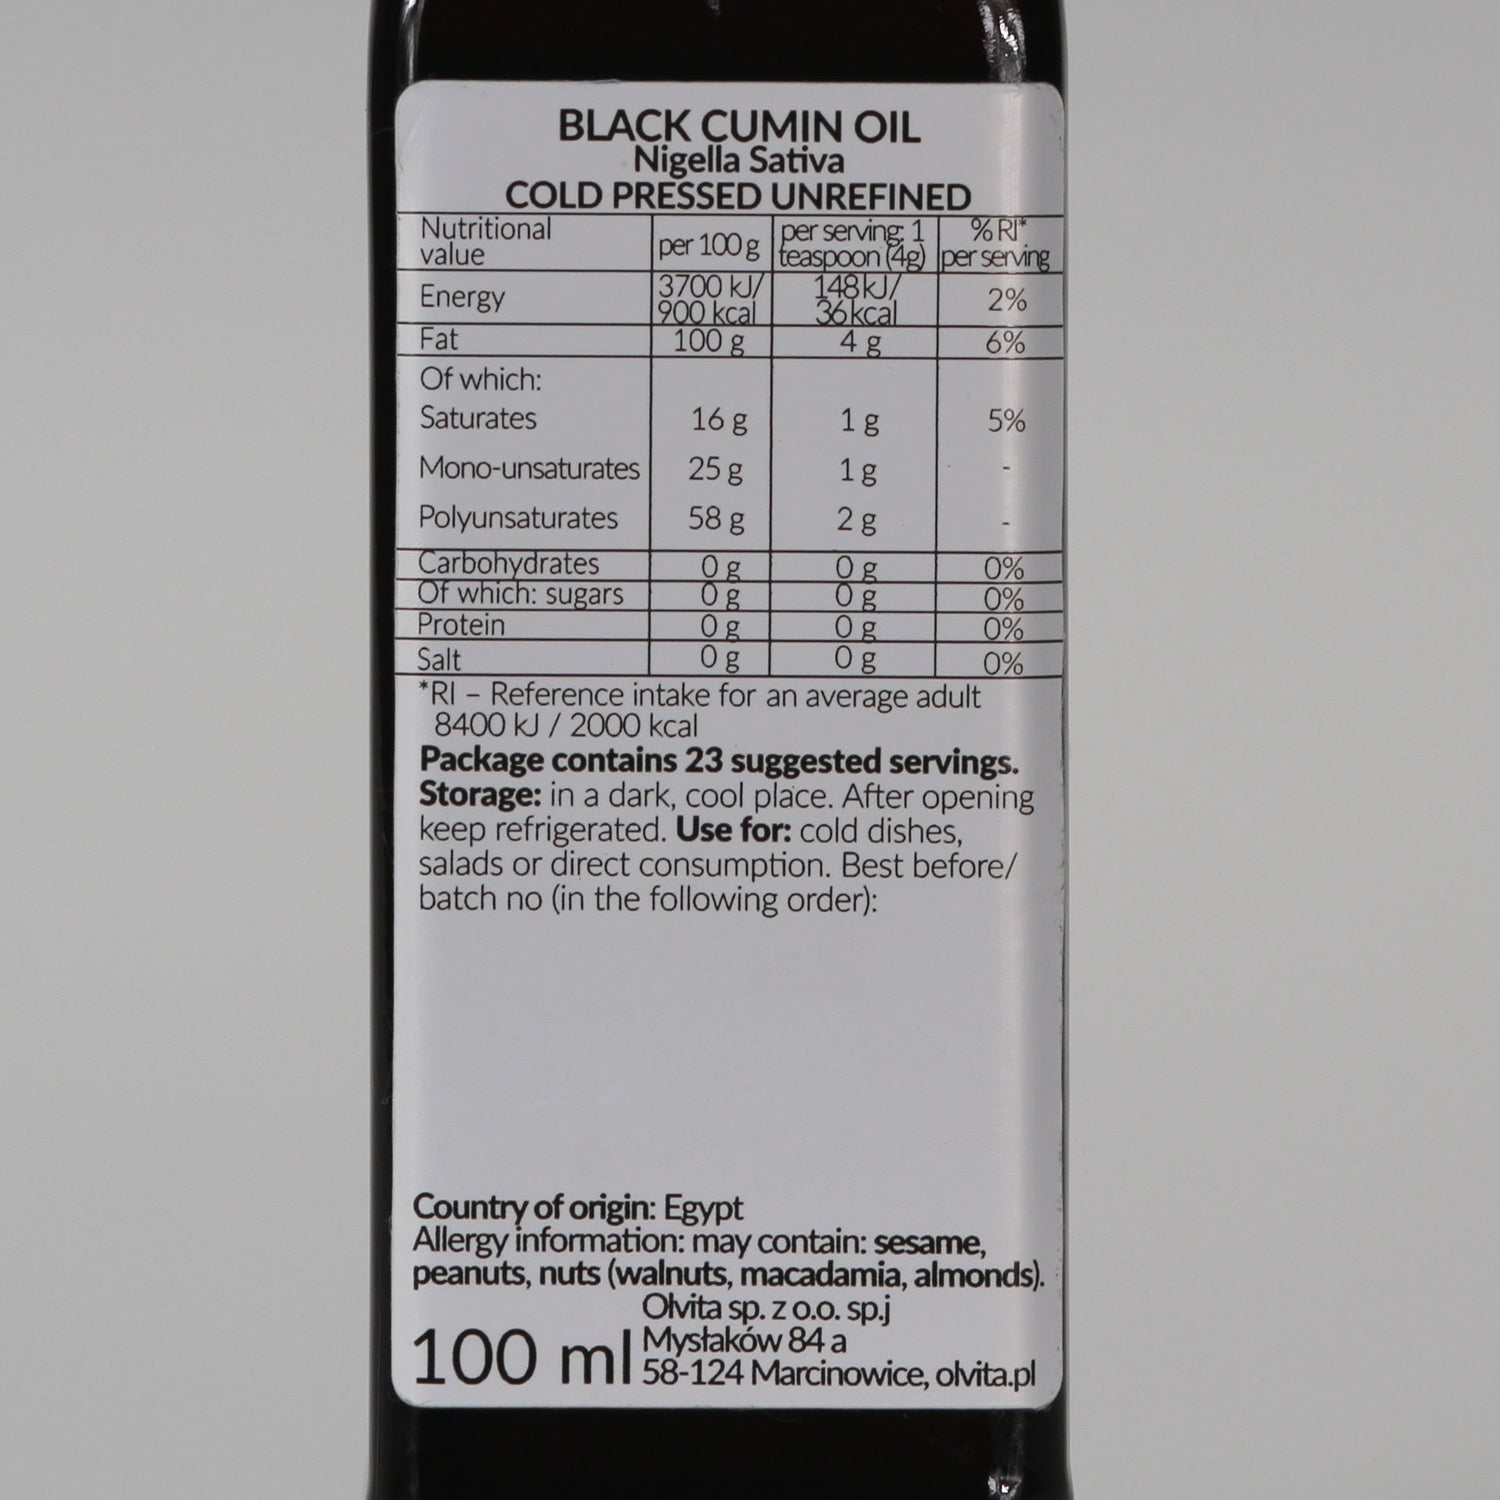 BLACK CUMIN OIL
Nigella Sativa
COLD PRESSED UNREFINED
Nutritional value per 100 g per serving: 1 teaspoon (4g) % RI* per serving
Energy 3700 kJ/ 900 kcal 148 kJ/ 36 kcal 2%
Fat 100 g 4 g 6%
Of which:
Saturates 16 g 1 g 5%
Mono-unsaturates 25 g 1 g -
Polyunsaturates 58 g 2 g -
Carbohydrates 0 g 0 g 0%
Of which: sugars 0 g 0 g 0%
Protein 0 g 0 g 0%
Salt 0 g 0 g 0%
*RI – Reference intake for an average adult
8400 kJ / 2000 kcal
Package contains 23 suggested servings.
Storage: in a dark, cool place. After opening
keep refrigerated. Use for: cold dishes,
salads or direct consumption. Best before/
batch no (in the following order):
Country of origin: Egypt
Allergy information: may contain: sesame,
peanuts, nuts (walnuts, macadamia, almonds).
100 ml
Olvita sp. z o.o. sp.j
Mysłaków 84 a
58-124 Marcinowice, olvita.pl